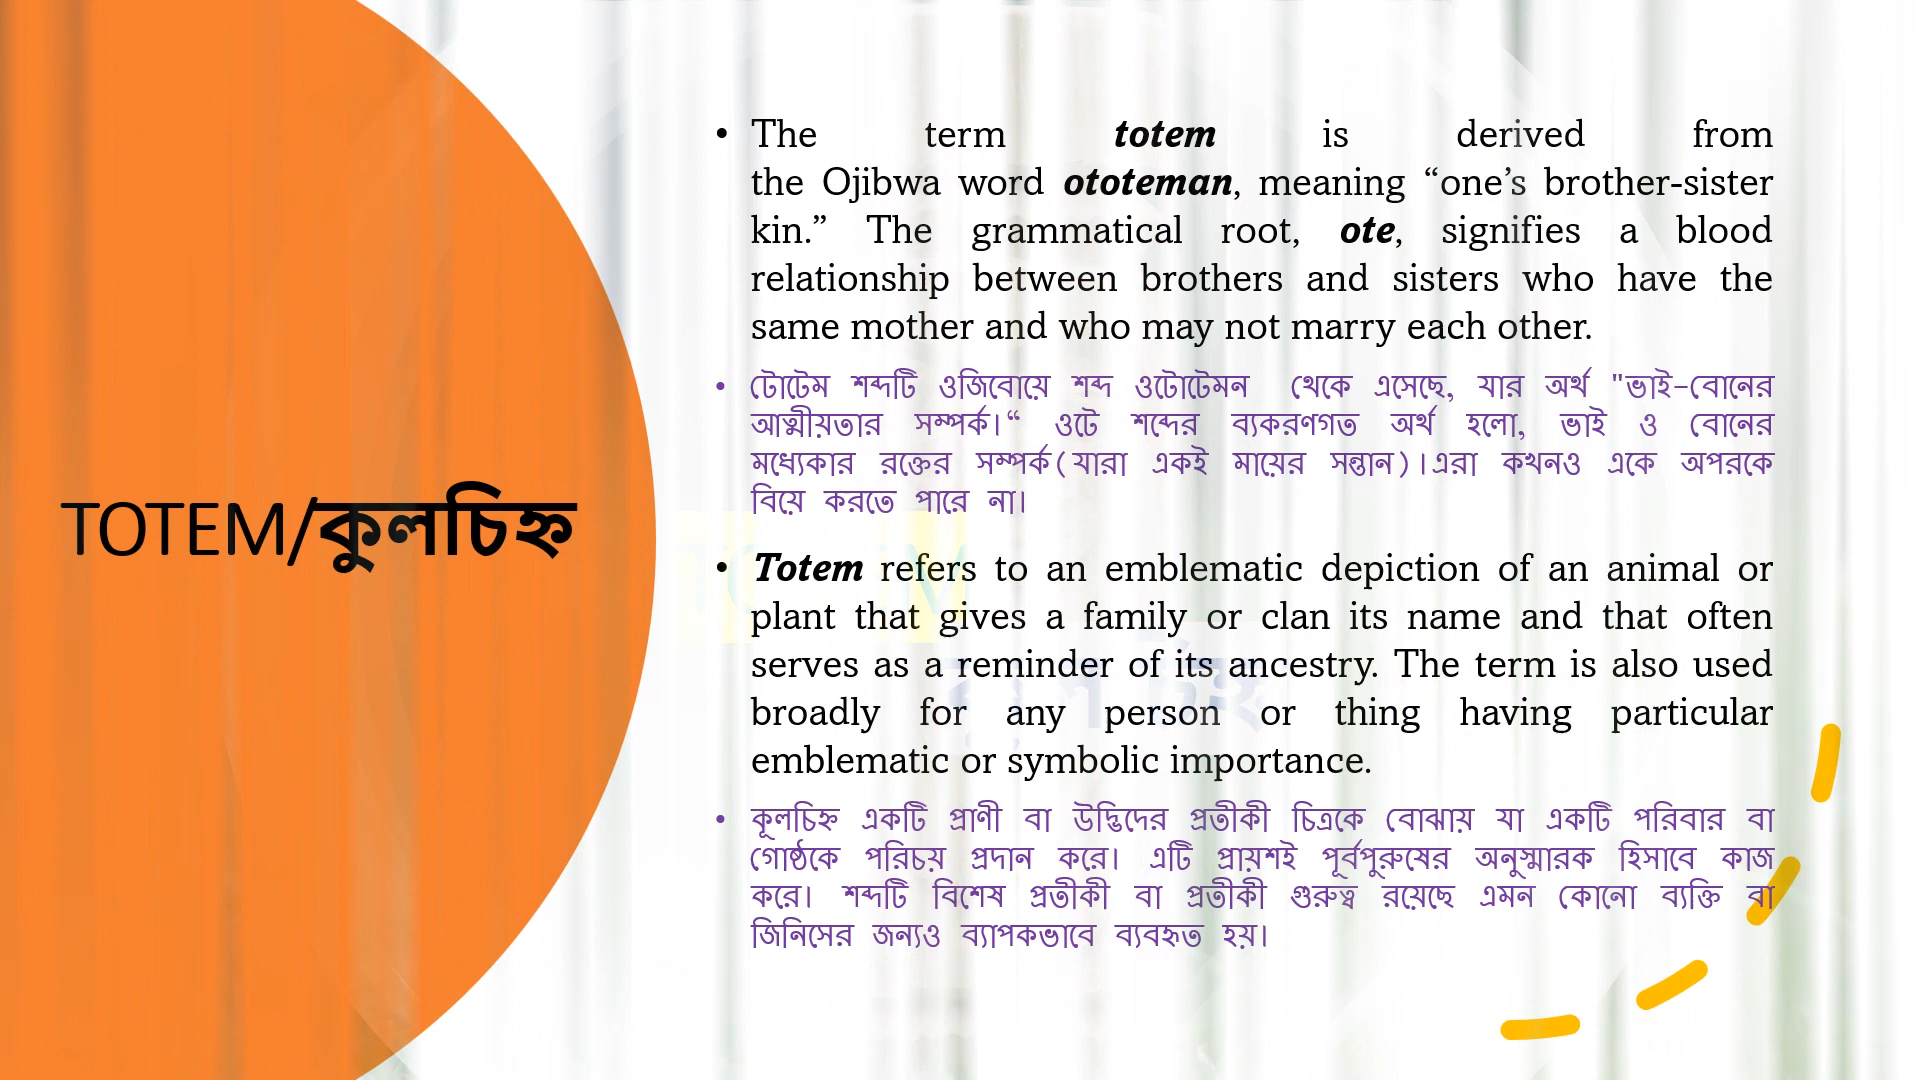 TOTEM/কুলচিহ্ন
• The term totem is derived from
the Ojibwa word ototeman, meaning “one’s brother-sister
kin.” The grammatical root, ote, signifies a blood
relationship between brothers and sisters who have the
same mother and who may not marry each other.
• টোটেম শব্দটি ওজিবোয়ে শব্দ ওটোটেমন থেকে এসেছে, যার অর্থ "ভাই-বোনের
আত্মীয়তার সম্পর্ক।“ ওটে শব্দের ব্যকরণগত অর্থ হলো, ভাই ও বোনের
মধ্যেকার রক্তের সম্পর্ক(যারা একই মায়ের সন্তান)।এরা কখনও একে অপরকে
বিয়ে করতে পারে না।
• Totem refers to an emblematic depiction of an animal or
plant that gives a family or clan its name and that often
serves as a reminder of its ancestry. The term is also used
broadly for any person or thing having particular
emblematic or symbolic importance.
• কূলচিহ্ন একটি প্রাণী বা উদ্ভিদের প্রতীকী চিত্রকে বোঝায় যা একটি পরিবার বা
গোষ্ঠকে পরিচয় প্রদান করে। এটি প্রায়শই পূর্বপুরুষের অনুস্মারক হিসাবে কাজ
করে। শব্দটি বিশেষ প্রতীকী বা প্রতীকী গুরুত্ব রয়েছে এমন কোনো ব্যক্তি বা
জিনিসের জন্যও ব্যাপকভাবে ব্যবহৃত হয়।